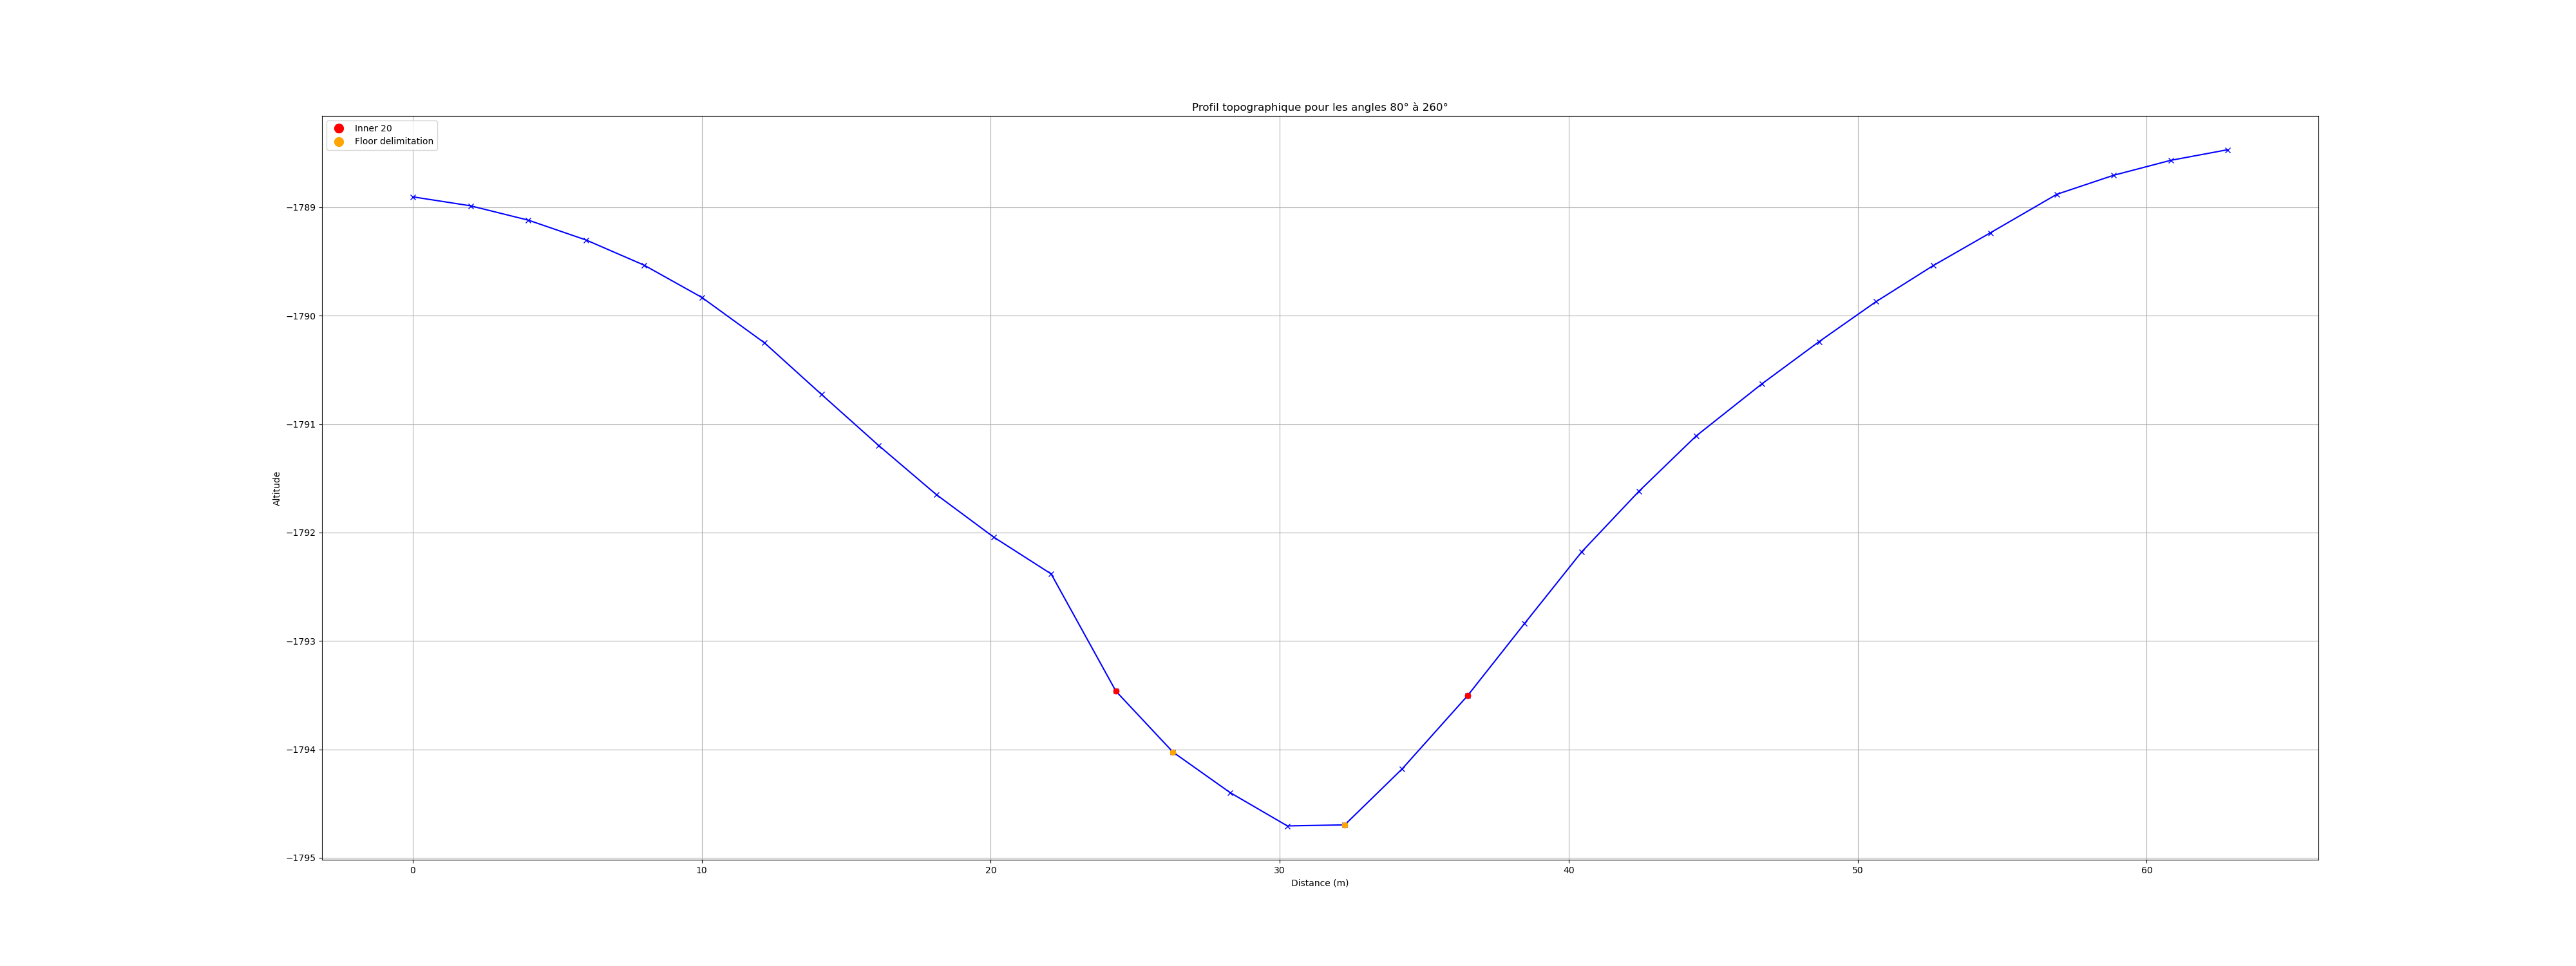 Profil topographique pour les angles 80° à 260°
Inner 20
Floor delimitation
Altitude
−1789
−1790
−1791
−1792
−1793
−1794
−1795
0 10 20 30 40 50 60
Distance (m)